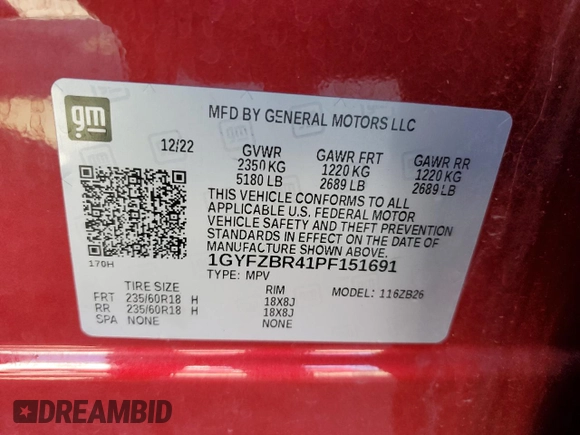 gm
MFD BY GENERAL MOTORS LLC
12/22 GVWR GAWR FRT GAWR RR
2350 KG 1220 KG 1220 KG
5180 LB 2689 LB 2689 LB
THIS VEHICLE CONFORMS TO ALL
APPLICABLE U.S. FEDERAL MOTOR
VEHICLE SAFETY AND THEFT PREVENTION
STANDARDS IN EFFECT ON THE DATE OF
MANUFACTURE SHOWN ABOVE.
1GYFZBR41PF151691
170H
TYPE: MPV
TIRE SIZE RIM MODEL: 116ZB26
FRT 235/60R18 H 18X8J
RR 235/60R18 H 18X8J
SPA NONE NONE
DREAMBID